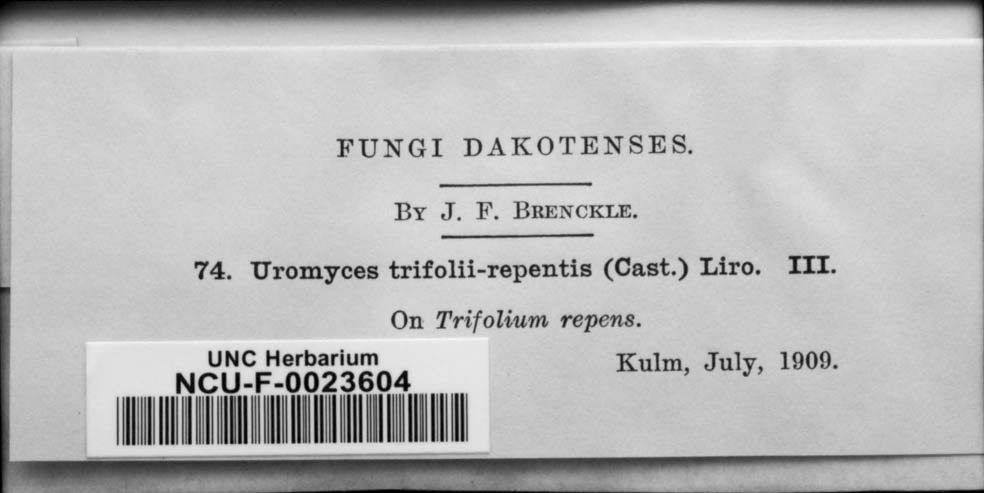 FUNGI DAKOTENSES.
By J. F. Brenckle.
74. Uromyces trifolii-repentis (Cast.) Liro. III.
On Trifolium repens.
Kulm, July, 1909.
UNC Herbarium
NCU-F-0023604